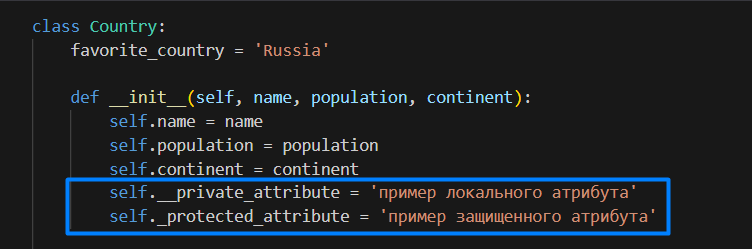 class Country:
favorite_country = 'Russia'
def __init__(self, name, population, continent):
self.name = name
self.population = population
self.continent = continent
self.__private_attribute = 'пример локального атрибута'
self._protected_attribute = 'пример защищенного атрибута'